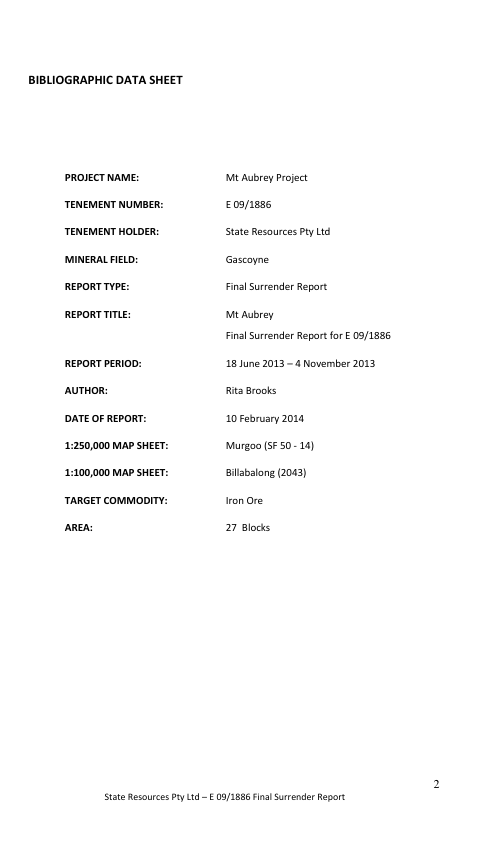 BIBLIOGRAPHIC DATA SHEET
PROJECT NAME: Mt Aubrey Project
TENEMENT NUMBER: E 09/1886
TENEMENT HOLDER: State Resources Pty Ltd
MINERAL FIELD: Gascoyne
REPORT TYPE: Final Surrender Report
REPORT TITLE: Mt Aubrey
Final Surrender Report for E 09/1886
REPORT PERIOD: 18 June 2013 – 4 November 2013
AUTHOR: Rita Brooks
DATE OF REPORT: 10 February 2014
1:250,000 MAP SHEET: Murgoo (SF 50 - 14)
1:100,000 MAP SHEET: Billabalong (2043)
TARGET COMMODITY: Iron Ore
AREA: 27 Blocks
2
State Resources Pty Ltd – E 09/1886 Final Surrender Report